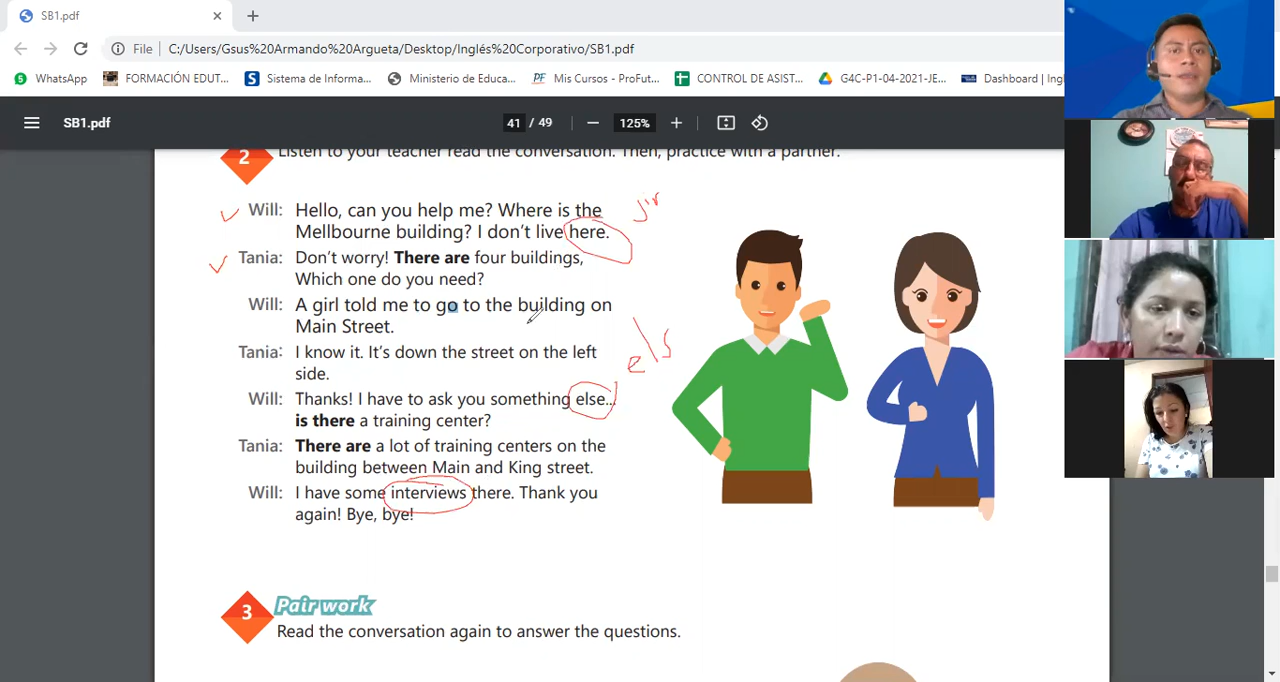 SB1.pdf
File | C:/Users/Gsus%20Armando%20Argueta/Desktop/Inglés%20Corporativo/SB1.pdf
WhatsApp FORMACIÓN EDUT... Sistema de Informa... Ministerio de Educa... Mis Cursos - ProFut... CONTROL DE ASIST... G4C-P1-04-2021-JE... Dashboard | Ingl
SB1.pdf 41 / 49 125%
2 Listen to your teacher read the conversation. Then, practice with a partner.
Will: Hello, can you help me? Where is the
Mellbourne building? I don't live here.
jir
Tania: Don't worry! There are four buildings,
Which one do you need?
Will: A girl told me to go to the building on
Main Street.
Tania: I know it. It's down the street on the left
side.
els
Will: Thanks! I have to ask you something else...
is there a training center?
Tania: There are a lot of training centers on the
building between Main and King street.
Will: I have some interviews there. Thank you
again! Bye, bye!
3 Pair work
Read the conversation again to answer the questions.